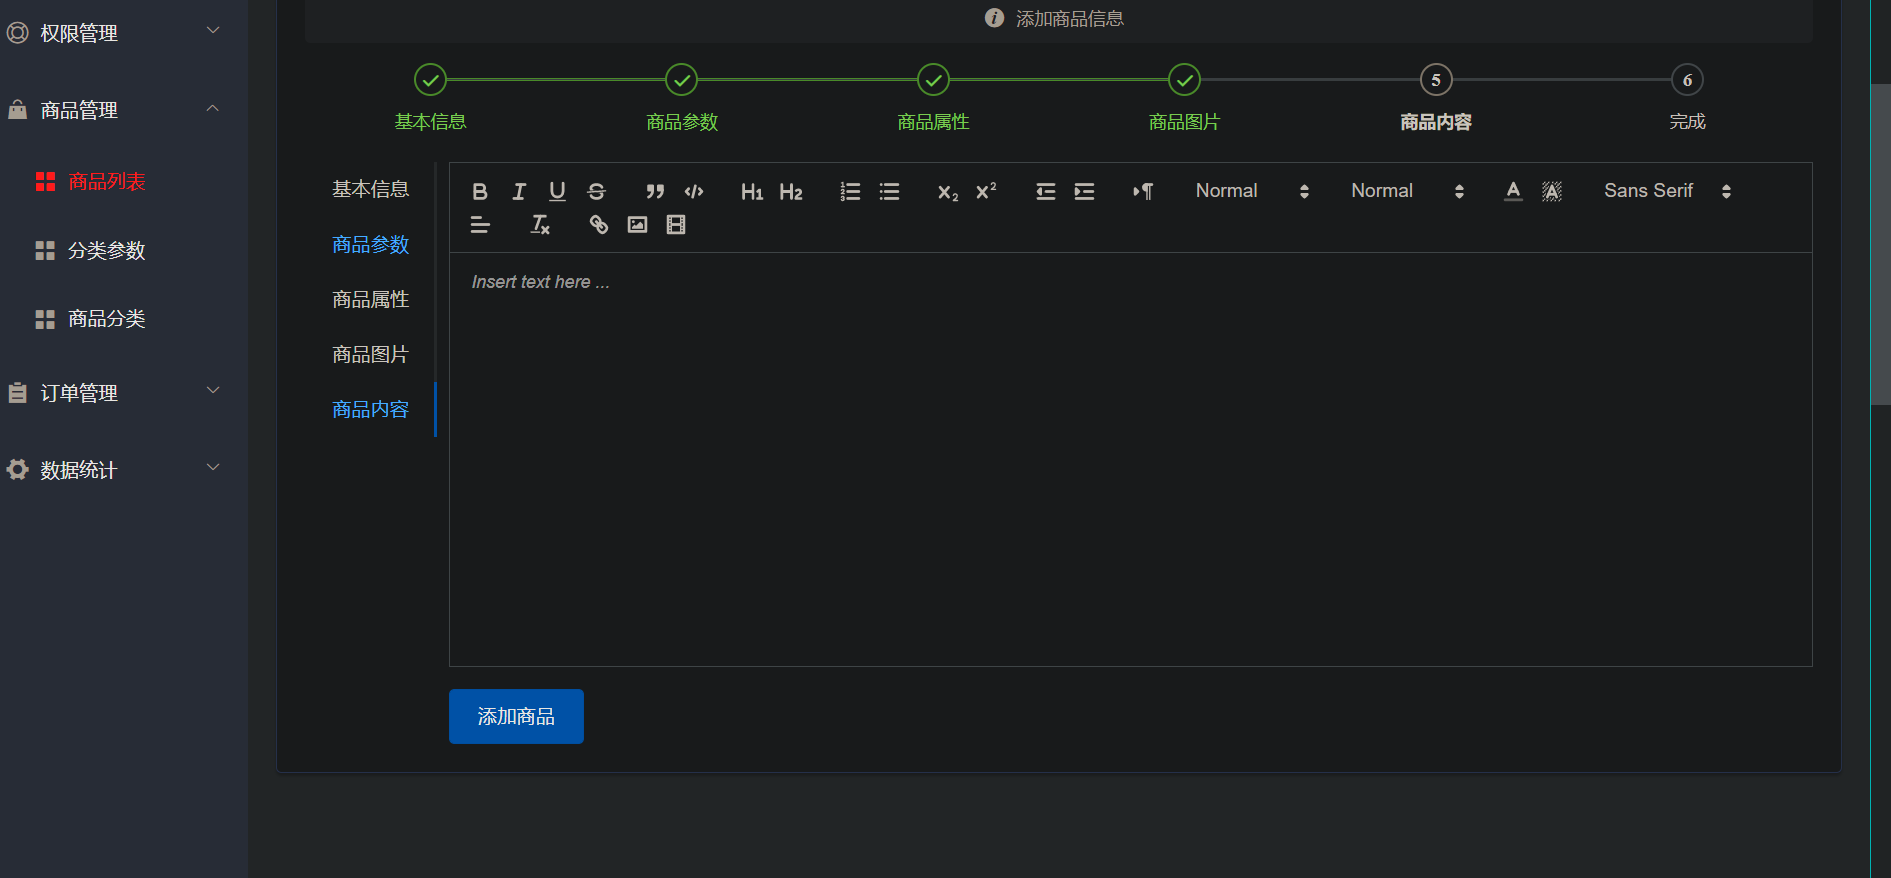 权限管理
商品管理
商品列表
分类参数
商品分类
订单管理
数据统计
添加商品信息
5
6
基本信息
商品参数
商品属性
商品图片
商品内容
完成
基本信息
商品参数
商品属性
商品图片
商品内容
B I U S H1 H2 X2 X2 Normal Normal A A Sans Serif
Tx
Insert text here ...
添加商品